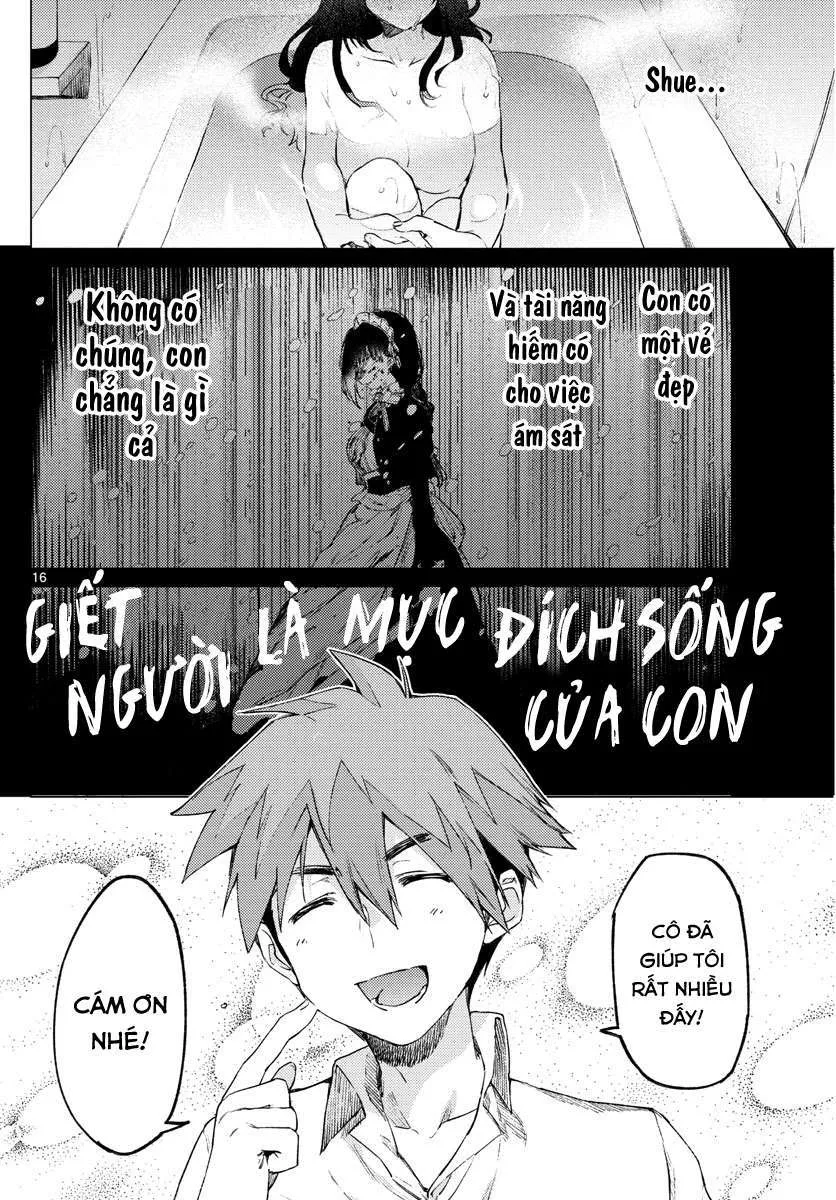 Shue...
Con có
một vẻ
đẹp
Và tài năng
hiếm có
cho việc
ám sát
Không có
chúng, con
chẳng là gì
cả
16
GIẾT
NGƯỜI LÀ MỤC ĐÍCH SỐNG
CỦA CON
CÔ ĐÃ
GIÚP TÔI
RẤT NHIỀU
ĐẤY!
CÁM ƠN
NHÉ!